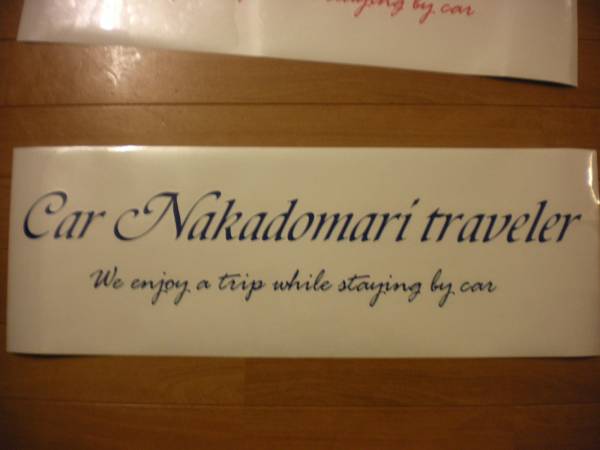 staying by car
Car Nakadomari traveler
We enjoy a trip while staying by car